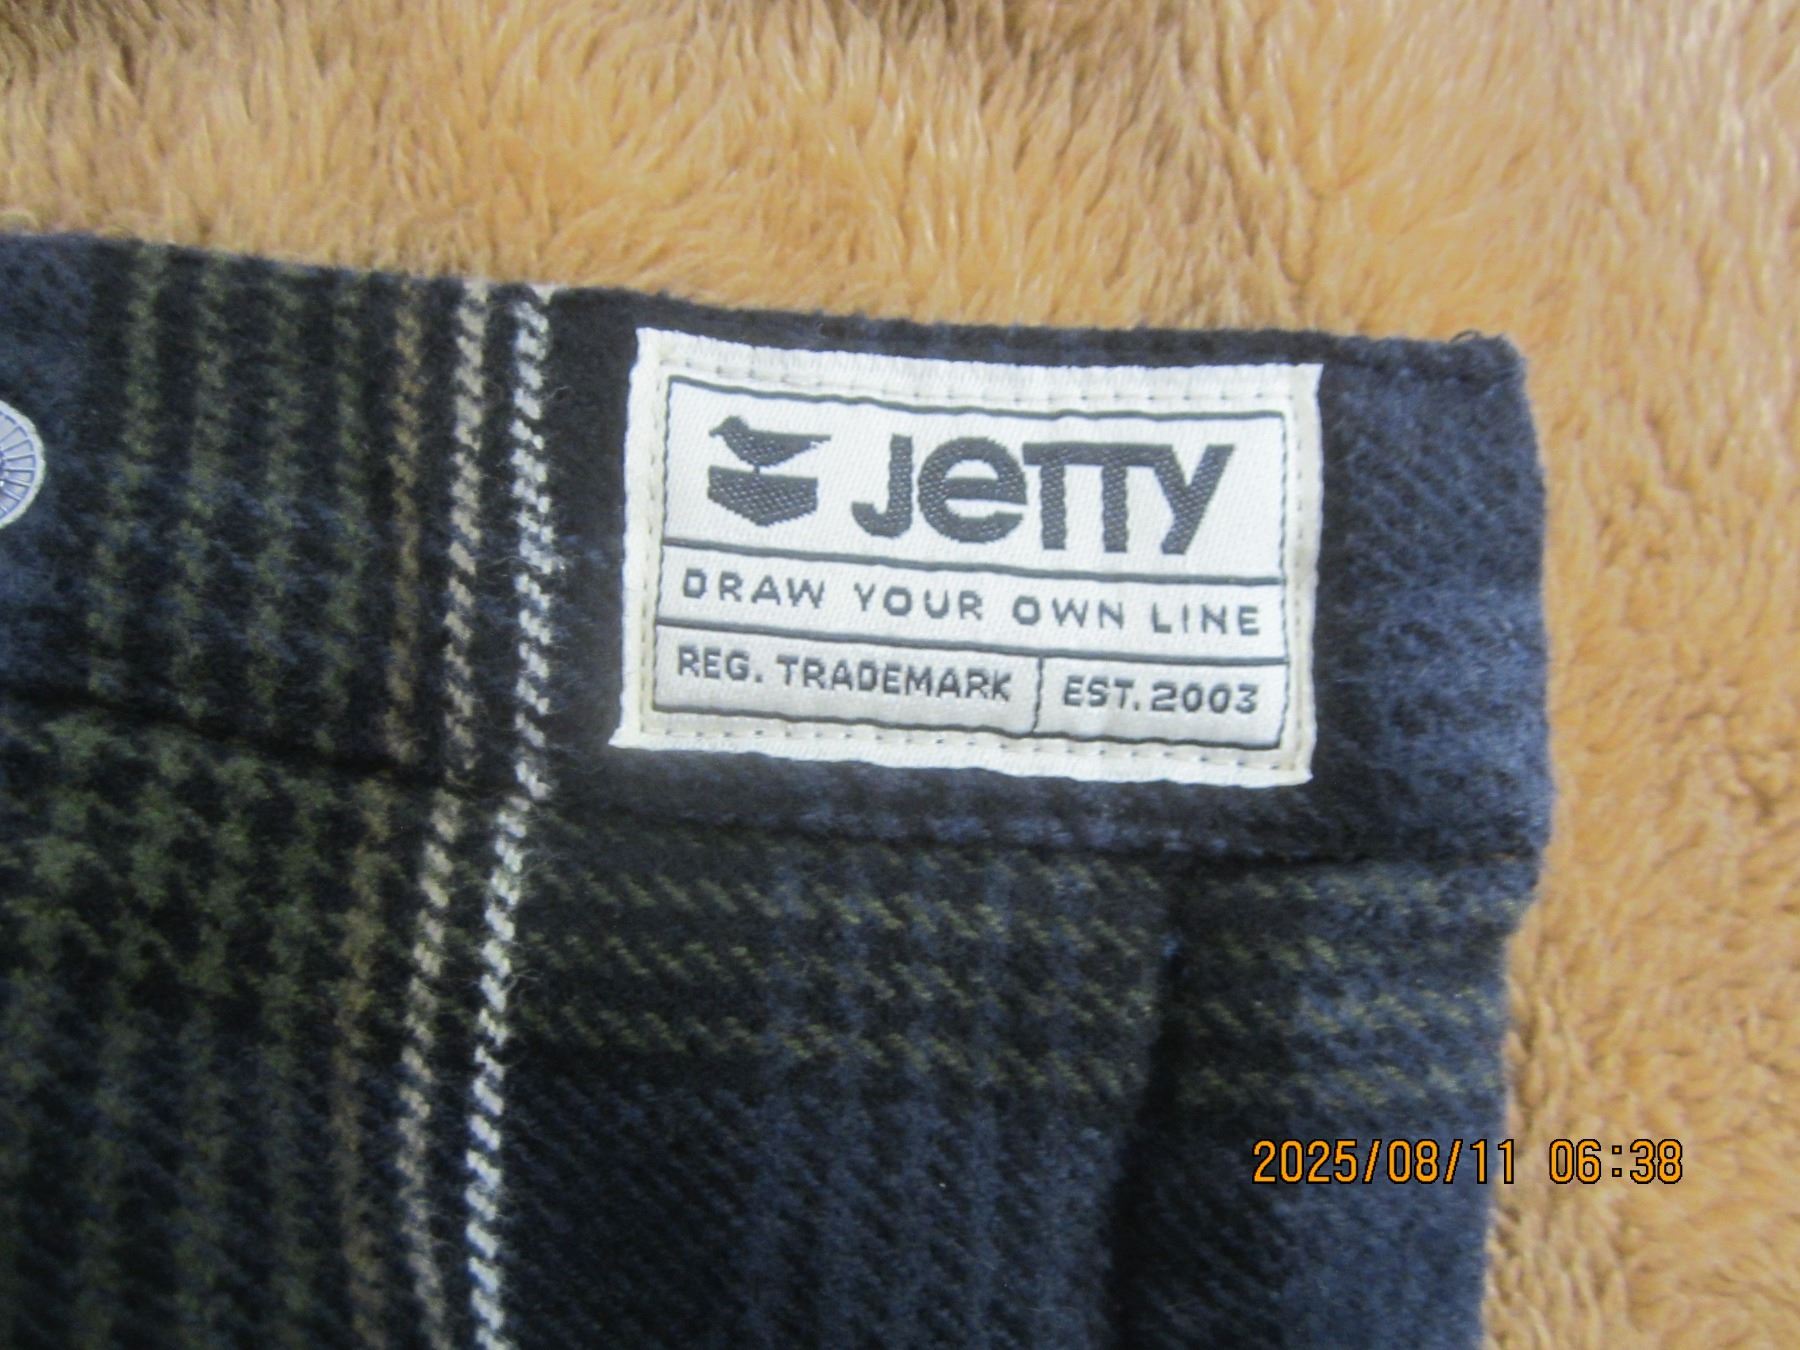 JETTY
DRAW YOUR OWN LINE
REG. TRADEMARK EST. 2003
2025/08/11 06:38